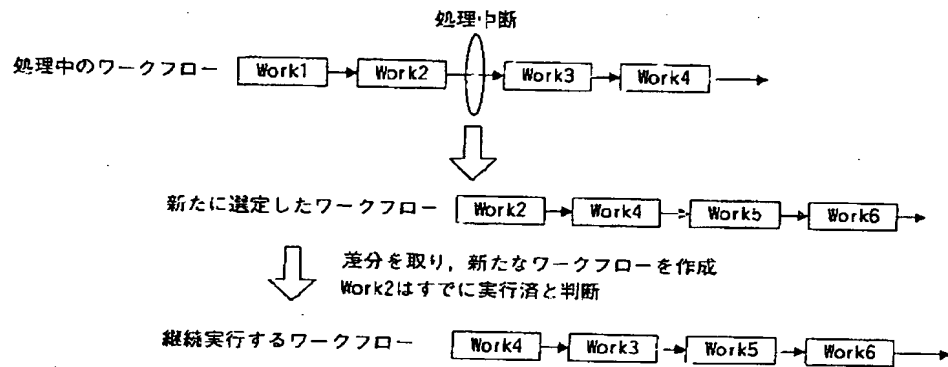 処理中断
処理中のワークフロー Work1 Work2 Work3 Work4
新たに選定したワークフロー Work2 Work4 Work5 Work6
差分を取り，新たなワークフローを作成
Work2はすでに実行済と判断
継続実行するワークフロー Work4 Work3 Work5 Work6